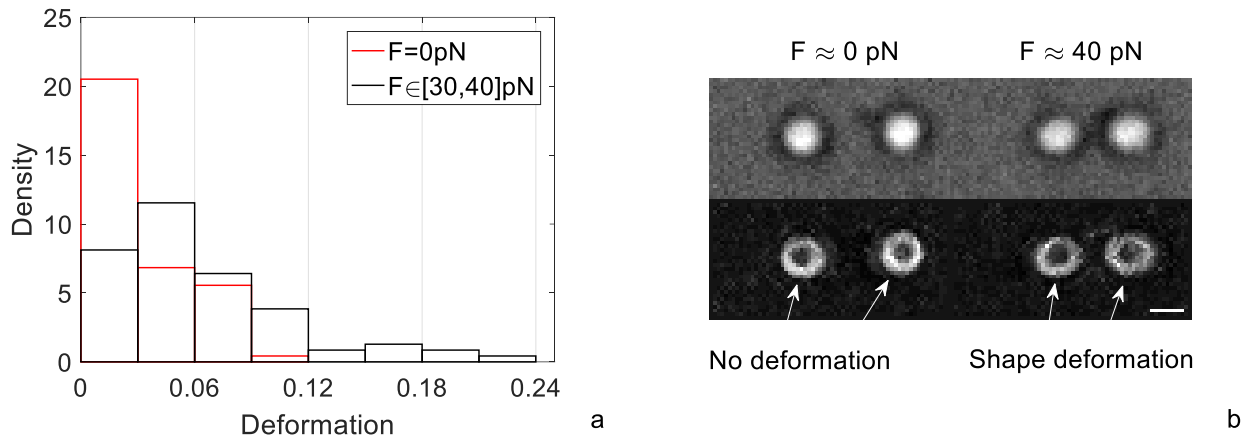 25
20
15
10
5
0
Density
0
0.06
0.12
0.18
0.24
Deformation
F=0pN
F∈[30,40]pN
a
F ≈ 0 pN
F ≈ 40 pN
No deformation
Shape deformation
b